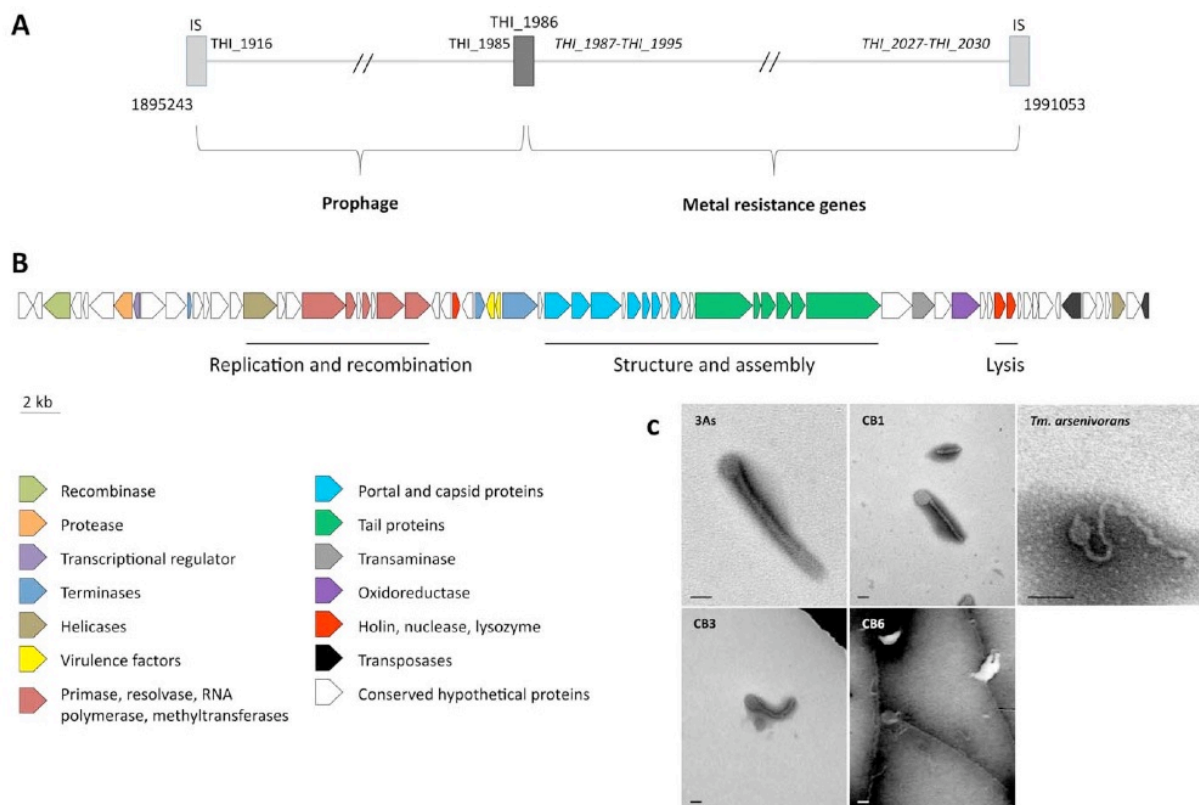 A
IS
THI_1916
THI_1985
THI_1986
THI_1987-THI_1995
THI_2027-THI_2030
IS
1895243
1991053
Prophage
Metal resistance genes
B
Replication and recombination
Structure and assembly
Lysis
2 kb
Recombinase
Protease
Transcriptional regulator
Terminases
Helicases
Virulence factors
Primase, resolvase, RNA
polymerase, methyltransferases
Portal and capsid proteins
Tail proteins
Transaminase
Oxidoreductase
Holin, nuclease, lysozyme
Transposases
Conserved hypothetical proteins
C
3As
CB1
Tm. arsenivorans
CB3
CB6